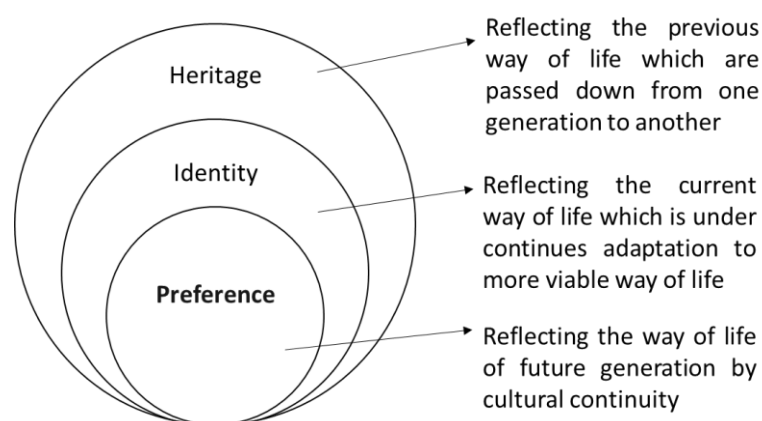 Heritage
Reflecting the previous
way of life which are
passed down from one
generation to another
Identity
Reflecting the current
way of life which is under
continues adaptation to
more viable way of life
Preference
Reflecting the way of life
of future generation by
cultural continuity